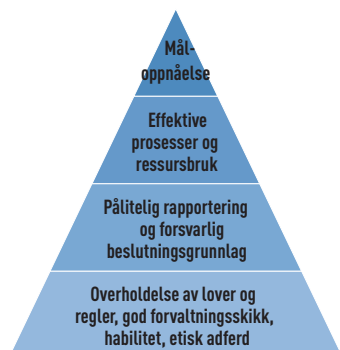 Mål-
oppnåelse
Effektive
prosesser og
ressursbruk
Pålitelig rapportering
og forsvarlig
beslutningsgrunnlag
Overholdelse av lover og
regler, god forvaltningsskikk,
habilitet, etisk adferd